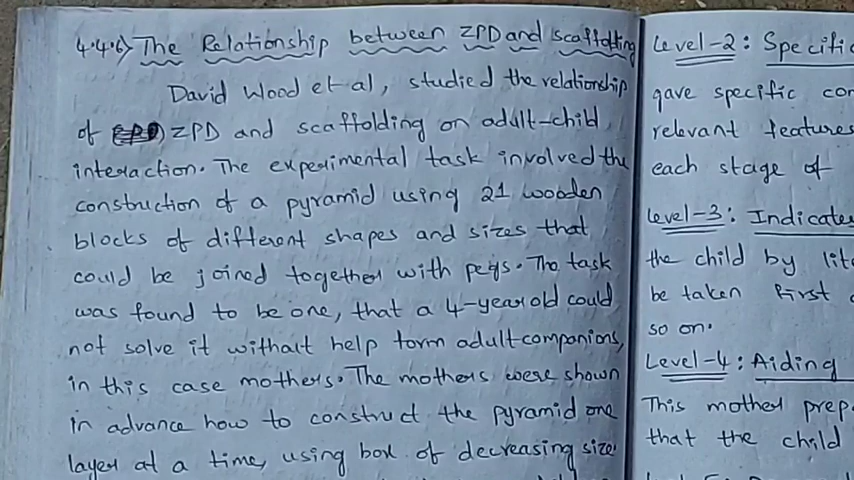 4.4.6) The Relationship between ZPD and scaffolding
David Wood et al, studied the relationship
of ZPD and scaffolding on adult-child
interaction. The experimental task involved the
construction of a pyramid using 21 wooden
blocks of different shapes and sizes that
could be joined together with pegs. The task
was found to be one, that a 4-year old could
not solve it without help form adult companions,
in this case mothers. The mothers were shown
in advance how to construct the pyramid one
layer at a time, using box of decreasing size.
Level-2: Specific
gave specific con
relevant features
each stage of
Level-3: Indicates
the child by lite
be taken first
so on.
Level-4: Aiding
This mother prep
that the child